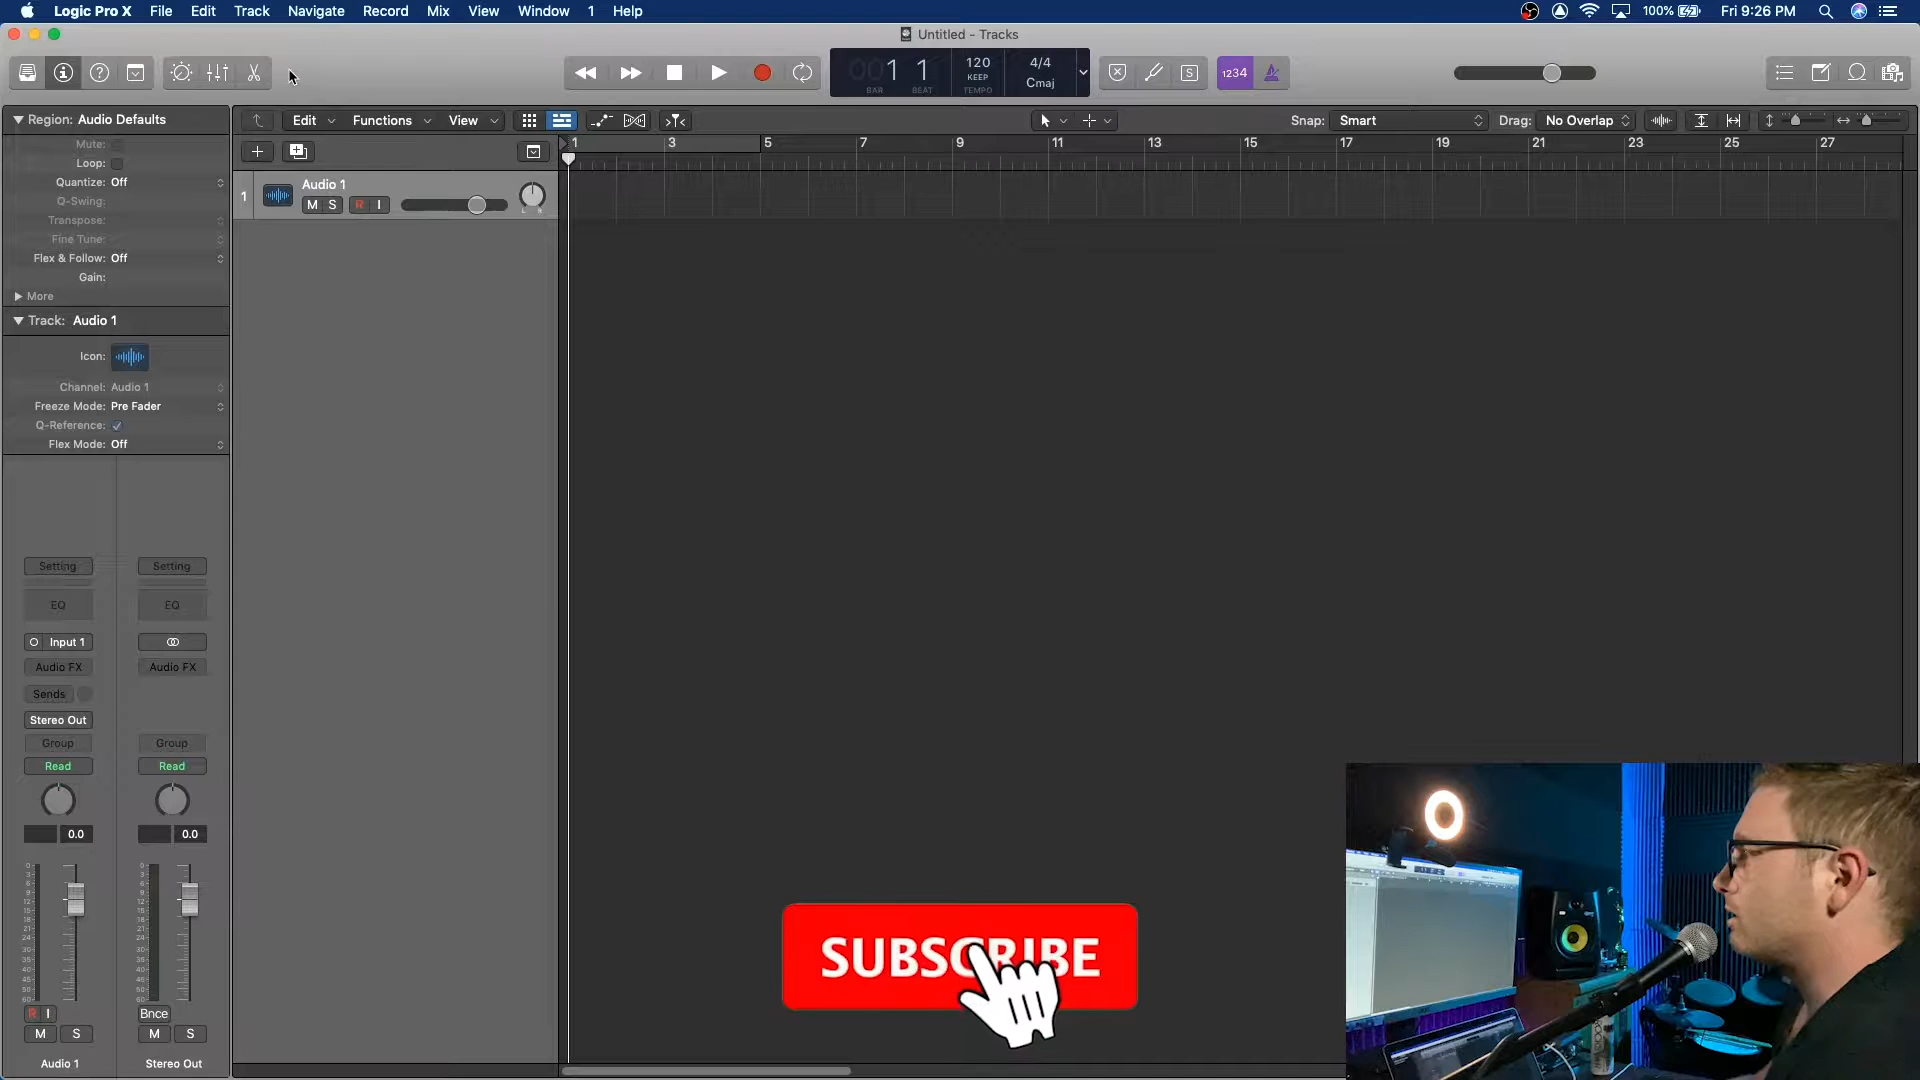 Logic Pro X File Edit Track Navigate Record Mix View Window 1 Help 100% Fri 9:26 PM
Untitled - Tracks
001 1 120 4/4
KEEP Cmaj
BAR BEAT TEMPO
S 1234
Region: Audio Defaults
Edit Functions View Snap: Smart Drag: No Overlap
Mute:
Loop:
Quantize: Off
Q-Swing:
Transpose:
Fine Tune:
Flex & Follow: Off
Gain:
More
1 3 5 7 9 11 13 15 17 19 21 23 25 27
1 Audio 1
M S R I
L R
Track: Audio 1
Icon:
Channel: Audio 1
Freeze Mode: Pre Fader
Q-Reference:
Flex Mode: Off
Setting Setting
EQ EQ
Input 1
Audio FX Audio FX
Sends
Stereo Out
Group Group
Read Read
0.0 0.0
R I Bnce
M S M S
Audio 1 Stereo Out
SUBSCRIBE